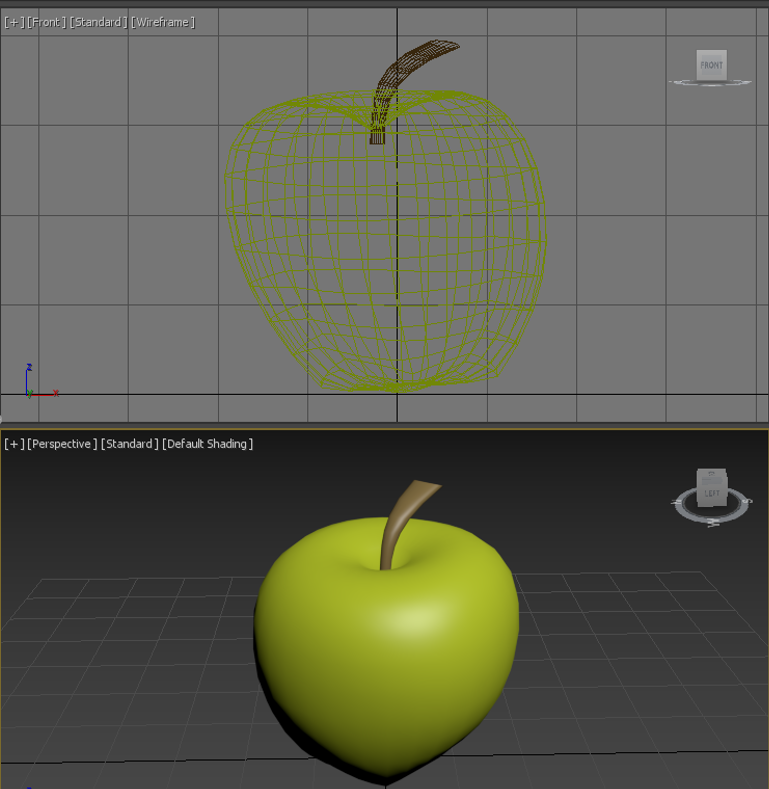 [+] [Front] [Standard] [Wireframe]
FRONT
z
x
[+] [Perspective] [Standard] [Default Shading]
LEFT